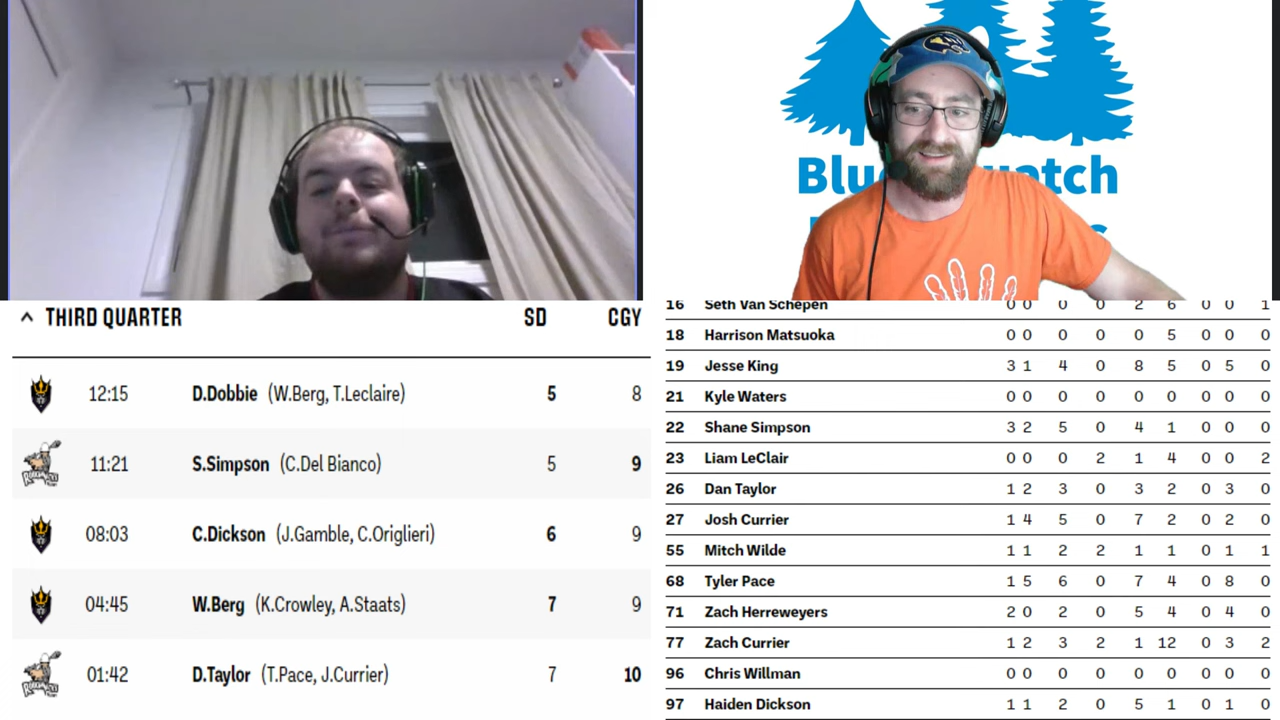 Blue
uatch
THIRD QUARTER SD CGY
12:15 D.Dobbie (W.Berg, T.Leclaire) 5 8
11:21 S.Simpson (C.Del Bianco) 5 9
08:03 C.Dickson (J.Gamble, C.Origlieri) 6 9
04:45 W.Berg (K.Crowley, A.Staats) 7 9
01:42 D.Taylor (T.Pace, J.Currier) 7 10
16 Seth Van Schepen 0 0 0 0 2 6 0 0 1
18 Harrison Matsuoka 0 0 0 0 0 5 0 0 0
19 Jesse King 3 1 4 0 8 5 0 5 0
21 Kyle Waters 0 0 0 0 0 0 0 0 0
22 Shane Simpson 3 2 5 0 4 1 0 0 0
23 Liam LeClair 0 0 0 2 1 4 0 0 2
26 Dan Taylor 1 2 3 0 3 2 0 3 0
27 Josh Currier 1 4 5 0 7 2 0 2 0
55 Mitch Wilde 1 1 2 2 1 1 0 1 1
68 Tyler Pace 1 5 6 0 7 4 0 8 0
71 Zach Herreweyers 2 0 2 0 5 4 0 4 0
77 Zach Currier 1 2 3 2 1 12 0 3 2
96 Chris Willman 0 0 0 0 0 0 0 0 0
97 Haiden Dickson 1 1 2 0 5 1 0 1 0